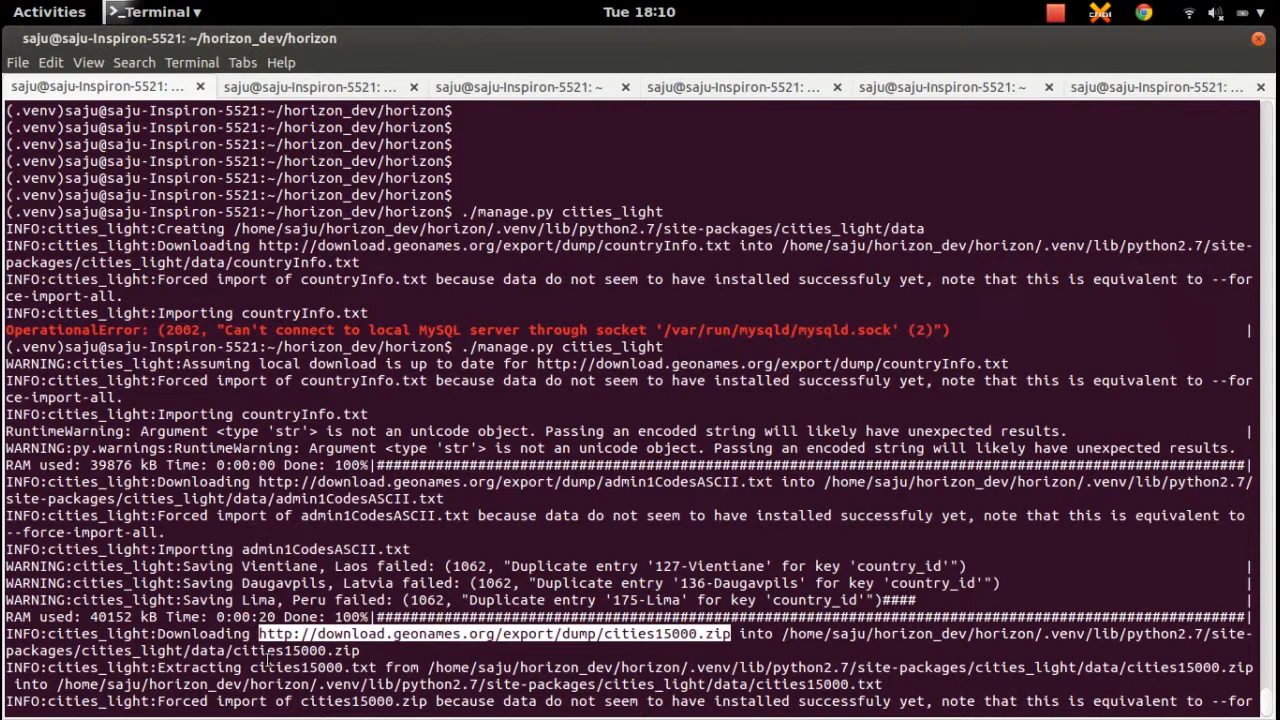 Activities Terminal Tue 18:10
saju@saju-Inspiron-5521: ~/horizon_dev/horizon
File Edit View Search Terminal Help
saju@saju-Inspiron-5521: ... saju@saju-Inspiron-5521: ... saju@saju-Inspiron-5521: ~ saju@saju-Inspiron-5521: ... saju@saju-Inspiron-5521: ~ saju@saju-Inspiron-5521: ...
(.venv)saju@saju-Inspiron-5521:~/horizon_dev/horizon$
(.venv)saju@saju-Inspiron-5521:~/horizon_dev/horizon$
(.venv)saju@saju-Inspiron-5521:~/horizon_dev/horizon$
(.venv)saju@saju-Inspiron-5521:~/horizon_dev/horizon$
(.venv)saju@saju-Inspiron-5521:~/horizon_dev/horizon$
(.venv)saju@saju-Inspiron-5521:~/horizon_dev/horizon$
(.venv)saju@saju-Inspiron-5521:~/horizon_dev/horizon$ ./manage.py cities_light
INFO:cities_light:Creating /home/saju/horizon_dev/horizon/.venv/lib/python2.7/site-packages/cities_light/data
INFO:cities_light:Downloading http://download.geonames.org/export/dump/countryInfo.txt into /home/saju/horizon_dev/horizon/.venv/lib/python2.7/site-
packages/cities_light/data/countryInfo.txt
INFO:cities_light:Forced import of countryInfo.txt because data do not seem to have installed successfuly yet, note that this is equivalent to --for
ce-import-all.
INFO:cities_light:Importing countryInfo.txt
OperationalError: (2002, "Can't connect to local MySQL server through socket '/var/run/mysqld/mysqld.sock' (2)") |
(.venv)saju@saju-Inspiron-5521:~/horizon_dev/horizon$ ./manage.py cities_light
WARNING:cities_light:Assuming local download is up to date for http://download.geonames.org/export/dump/countryInfo.txt
INFO:cities_light:Forced import of countryInfo.txt because data do not seem to have installed successfuly yet, note that this is equivalent to --for
ce-import-all.
INFO:cities_light:Importing countryInfo.txt
RuntimeWarning: Argument <type 'str'> is not an unicode object. Passing an encoded string will likely have unexpected results. |
WARNING:py.warnings:RuntimeWarning: Argument <type 'str'> is not an unicode object. Passing an encoded string will likely have unexpected results.
RAM used: 39876 kB Time: 0:00:00 Done: 100%|#######################################################################################################|
INFO:cities_light:Downloading http://download.geonames.org/export/dump/admin1CodesASCII.txt into /home/saju/horizon_dev/horizon/.venv/lib/python2.7/
site-packages/cities_light/data/admin1CodesASCII.txt
INFO:cities_light:Forced import of admin1CodesASCII.txt because data do not seem to have installed successfuly yet, note that this is equivalent to
--force-import-all.
INFO:cities_light:Importing admin1CodesASCII.txt
WARNING:cities_light:Saving Vientiane, Laos failed: (1062, "Duplicate entry '127-Vientiane' for key 'country_id'") |
WARNING:cities_light:Saving Daugavpils, Latvia failed: (1062, "Duplicate entry '136-Daugavpils' for key 'country_id'") |
WARNING:cities_light:Saving Lima, Peru failed: (1062, "Duplicate entry '175-Lima' for key 'country_id'")#### |
RAM used: 40152 kB Time: 0:00:20 Done: 100%|#######################################################################################################|
INFO:cities_light:Downloading http://download.geonames.org/export/dump/cities15000.zip into /home/saju/horizon_dev/horizon/.venv/lib/python2.7/site-
packages/cities_light/data/cities15000.zip
INFO:cities_light:Extracting cities15000.txt from /home/saju/horizon_dev/horizon/.venv/lib/python2.7/site-packages/cities_light/data/cities15000.zip
into /home/saju/horizon_dev/horizon/.venv/lib/python2.7/site-packages/cities_light/data/cities15000.txt
INFO:cities_light:Forced import of cities15000.zip because data do not seem to have installed successfuly yet, note that this is equivalent to --for